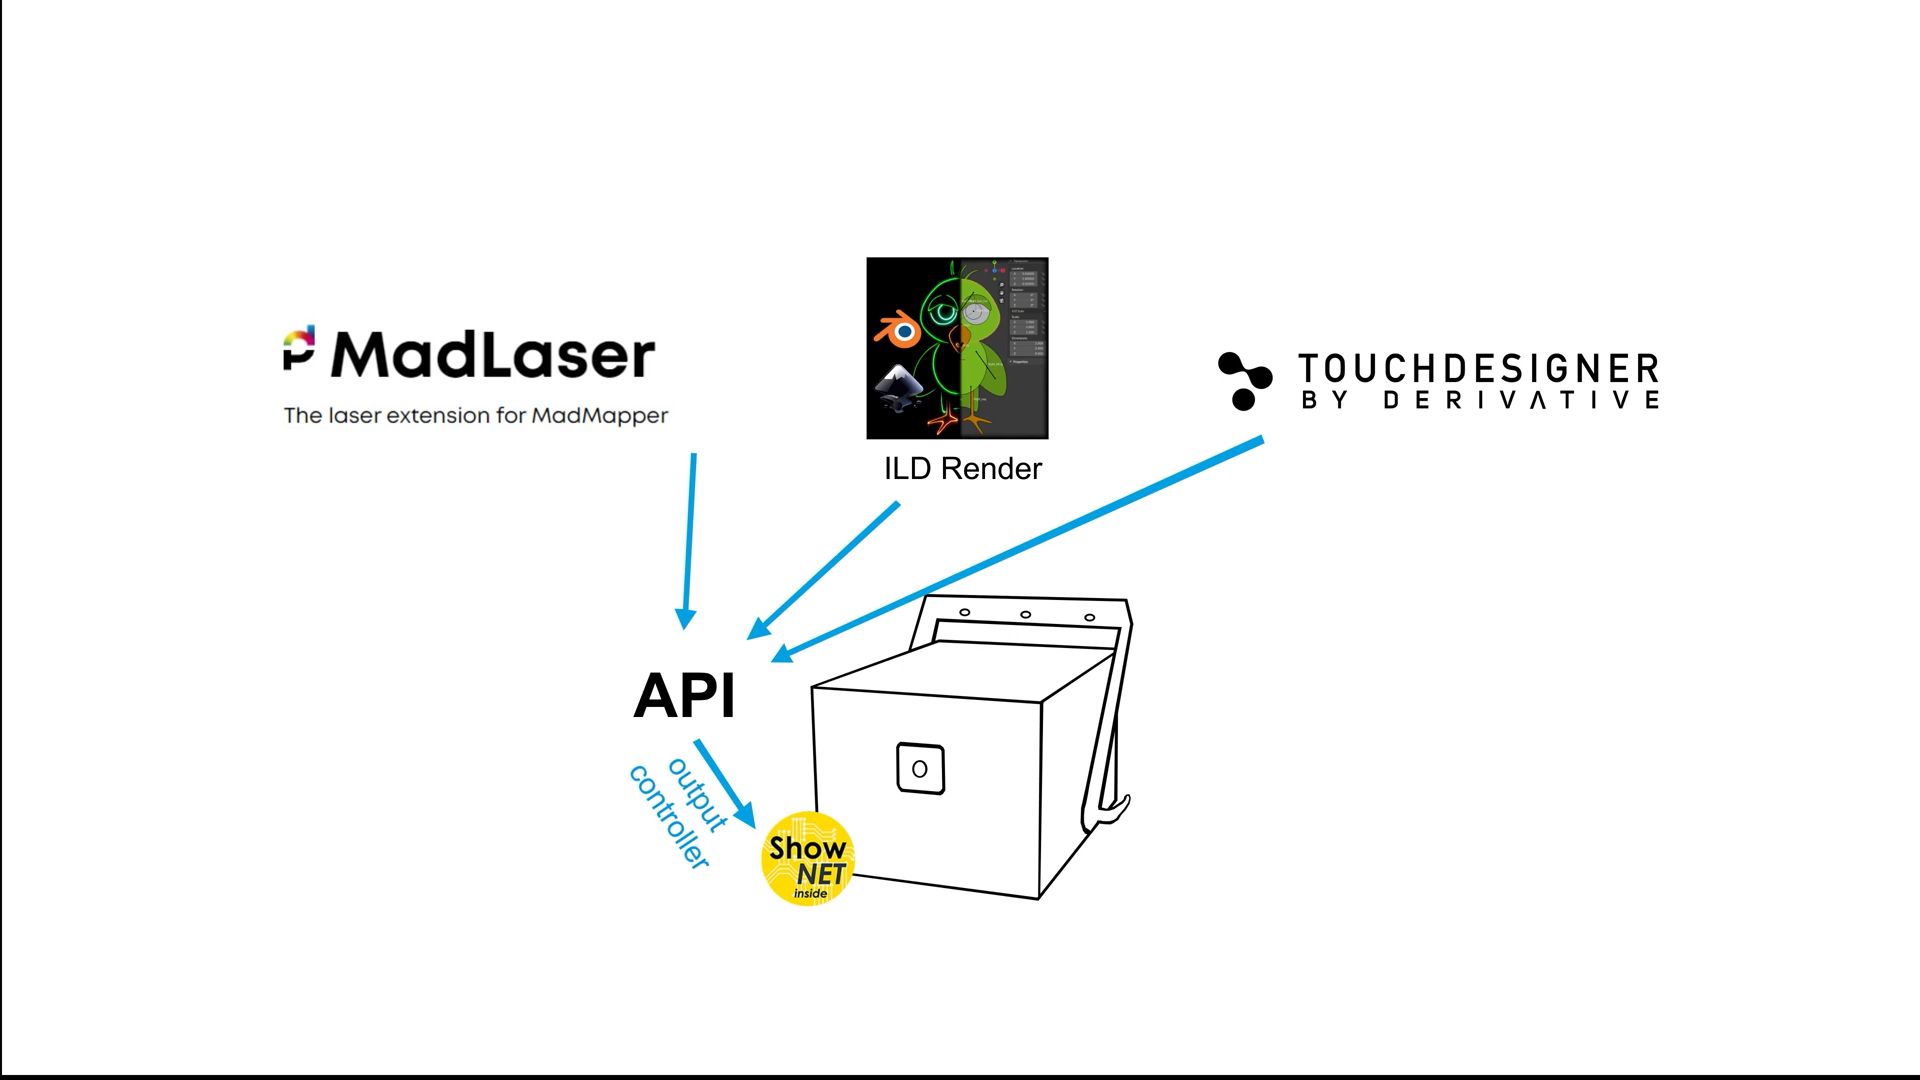 MadLaser
The laser extension for MadMapper
ILD Render
TOUCHDESIGNER
BY DERIVATIVE
API
output
controller
Show
NET
inside